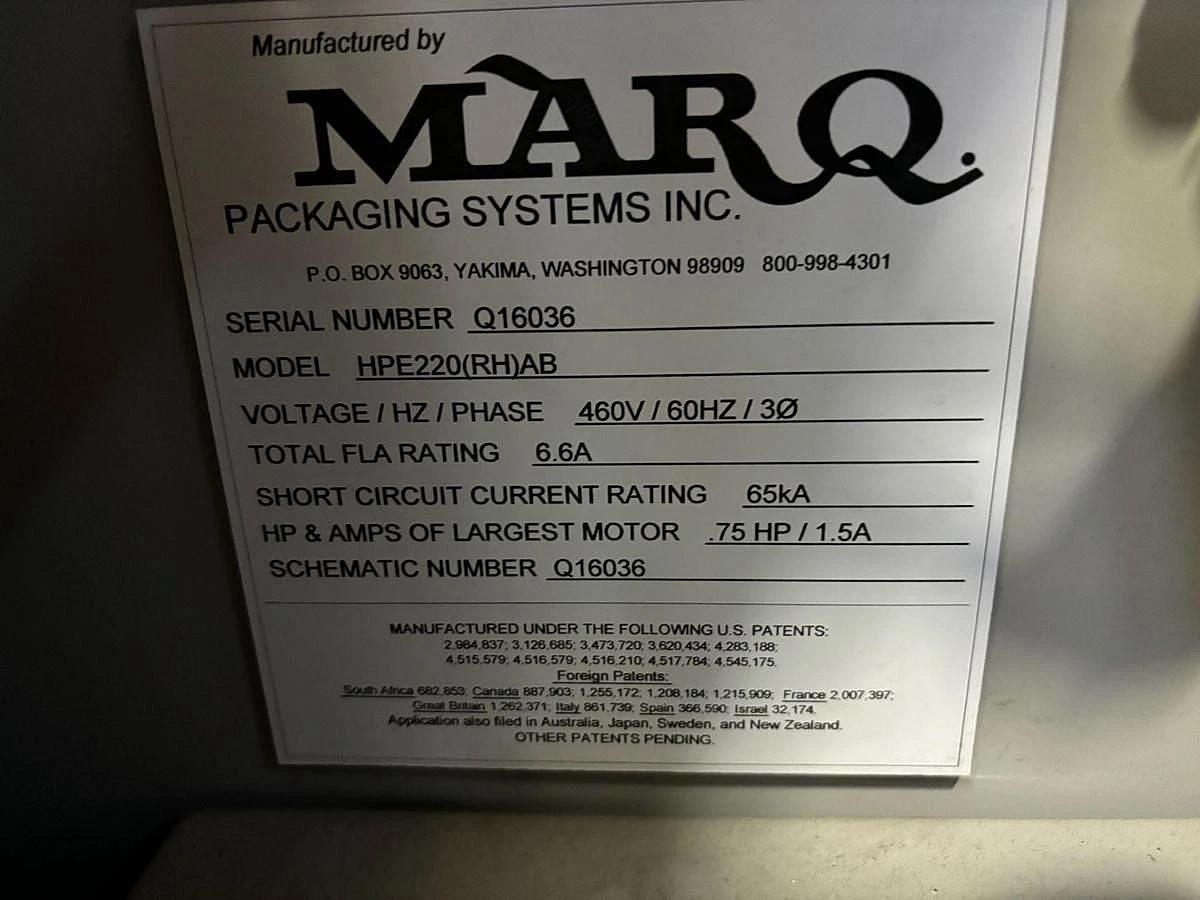 Manufactured by
MARQ.
PACKAGING SYSTEMS INC.
P.O. BOX 9063, YAKIMA, WASHINGTON 98909 800-998-4301
SERIAL NUMBER Q16036
MODEL HPE220(RH)AB
VOLTAGE / HZ / PHASE 460V / 60HZ / 3Ø
TOTAL FLA RATING 6.6A
SHORT CIRCUIT CURRENT RATING 65kA
HP & AMPS OF LARGEST MOTOR .75 HP / 1.5A
SCHEMATIC NUMBER Q16036
MANUFACTURED UNDER THE FOLLOWING U.S. PATENTS:
2,984,837; 3,126,685; 3,473,720; 3,620,434; 4,283,188;
4,515,579; 4,516,579; 4,516,210; 4,517,784; 4,545,175.
Foreign Patents:
South Africa 682,853; Canada 887,903; 1,255,172; 1,208,184; 1,215,909; France 2,007,397;
Great Britain 1,262,371; Italy 861,739; Spain 366,590; Israel 32,174.
Application also filed in Australia, Japan, Sweden, and New Zealand.
OTHER PATENTS PENDING.